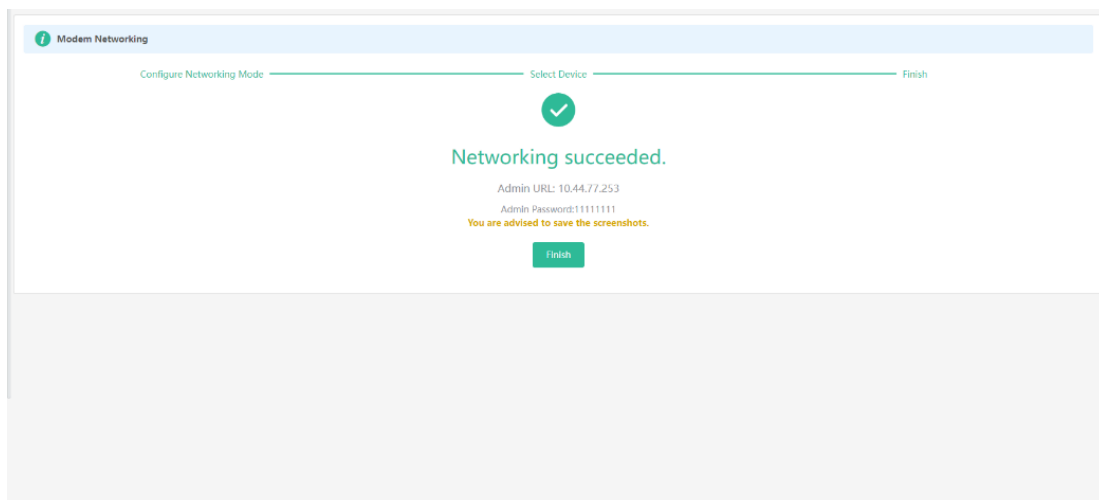 Modem Networking
Configure Networking Mode Select Device Finish
Networking succeeded.
Admin URL: 10.44.77.253
Admin Password:11111111
You are advised to save the screenshots.
Finish